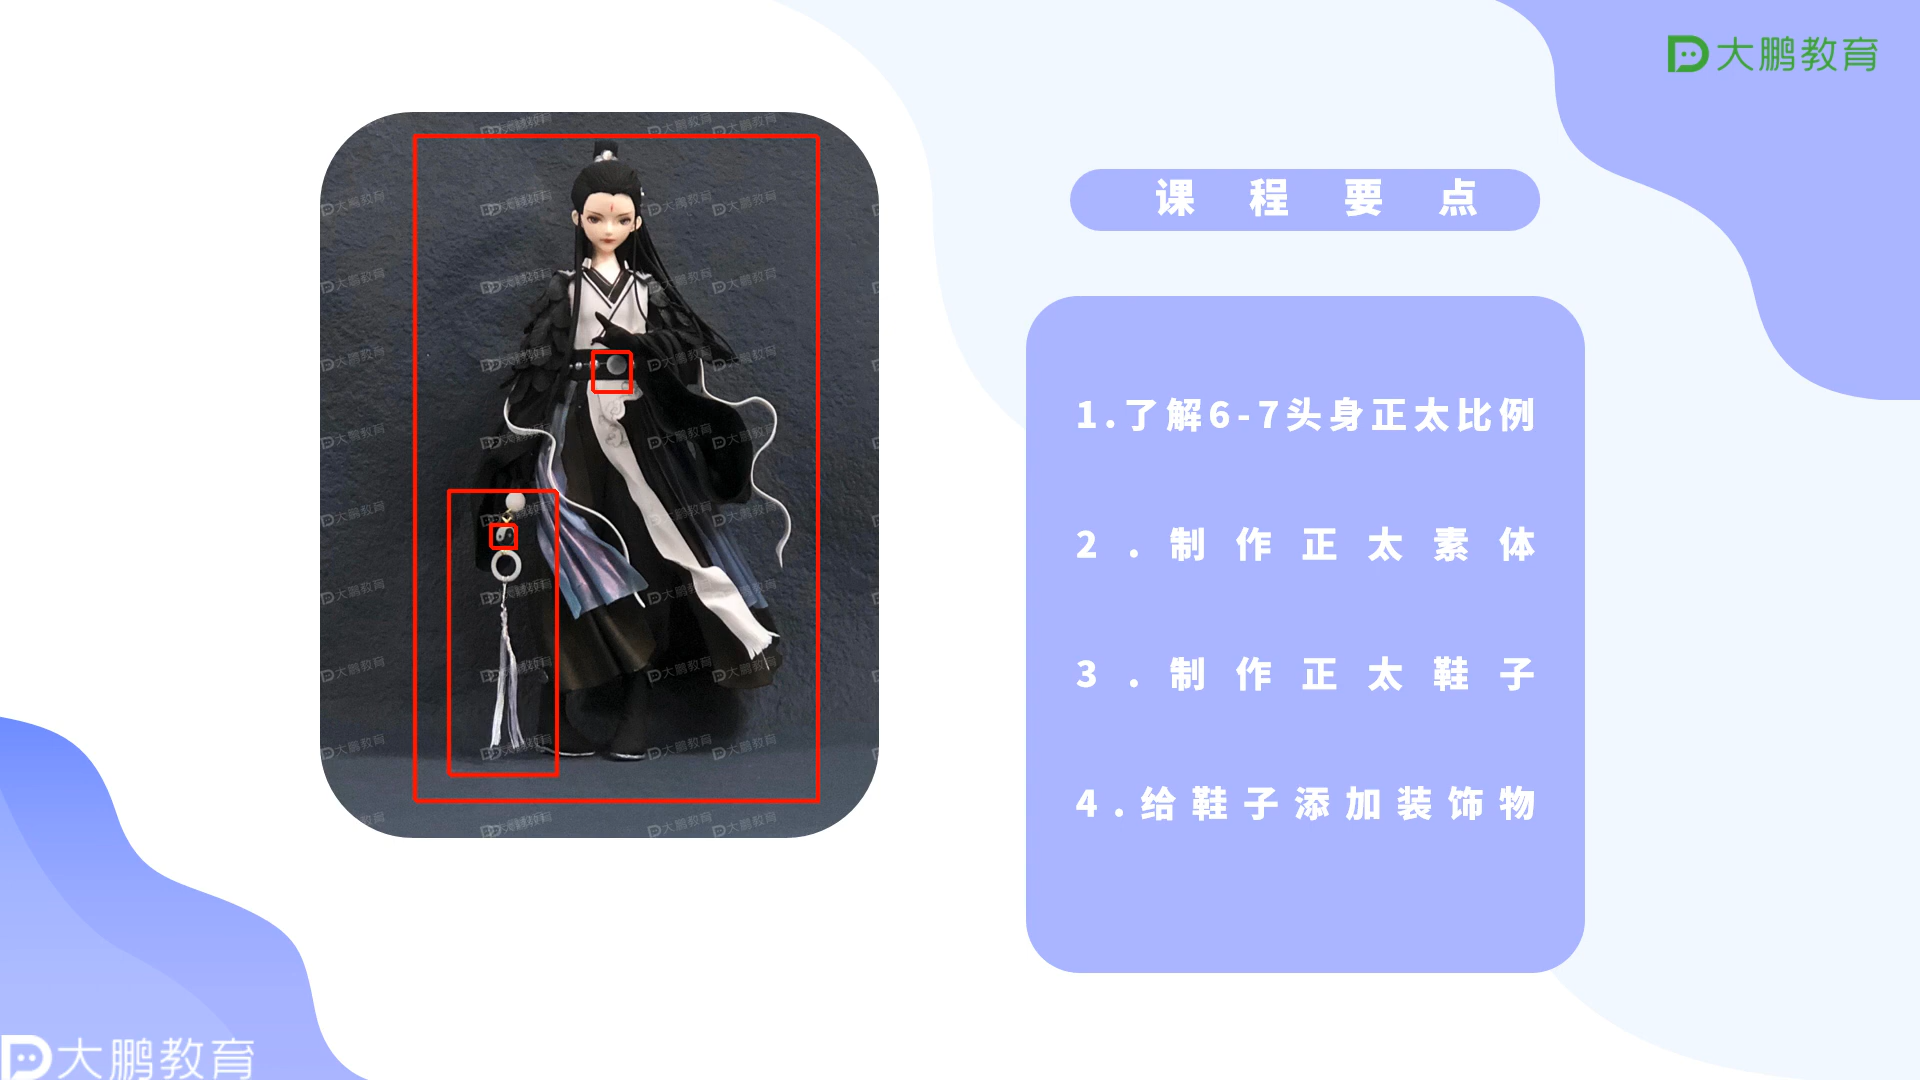 大鹏教育
课程要点
1.了解6-7头身正太比例
2.制作正太素体
3.制作正太鞋子
4.给鞋子添加装饰物
大鹏教育